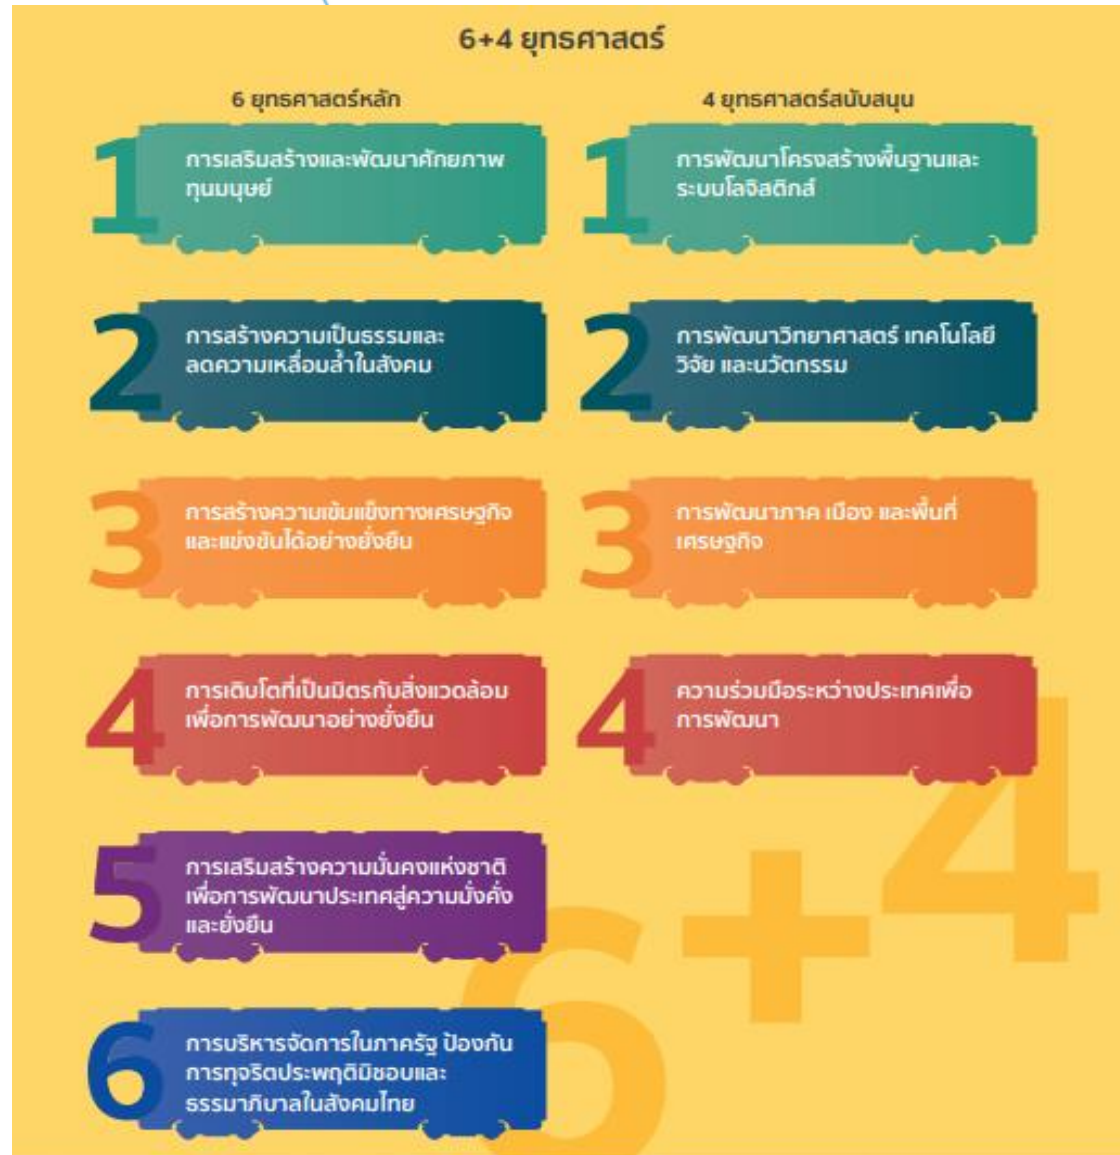 6+4 ยุทธศาสตร์
6 ยุทธศาสตร์หลัก
1
การเสริมสร้างและพัฒนาศักยภาพ
ทุนมนุษย์
2
การสร้างความเป็นธรรมและ
ลดความเหลื่อมล้ำในสังคม
3
การสร้างความเข้มแข็งทางเศรษฐกิจ
และแข่งขันได้อย่างยั่งยืน
4
การเติบโตที่เป็นมิตรกับสิ่งแวดล้อม
เพื่อการพัฒนาอย่างยั่งยืน
5
การเสริมสร้างความมั่นคงแห่งชาติ
เพื่อการพัฒนาประเทศสู่ความมั่งคั่ง
และยั่งยืน
6
การบริหารจัดการในภาครัฐ ป้องกัน
การทุจริตประพฤติมิชอบและ
ธรรมาภิบาลในสังคมไทย
4 ยุทธศาสตร์สนับสนุน
1
การพัฒนาโครงสร้างพื้นฐานและ
ระบบโลจิสติกส์
2
การพัฒนาวิทยาศาสตร์ เทคโนโลยี
วิจัย และนวัตกรรม
3
การพัฒนาภาค เมือง และพื้นที่
เศรษฐกิจ
4
ความร่วมมือระหว่างประเทศเพื่อ
การพัฒนา
6+4